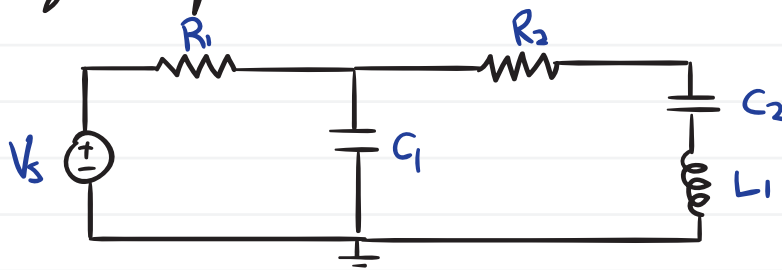 R₁
R₂
Vs
+
−
C₁
C₂
L₁